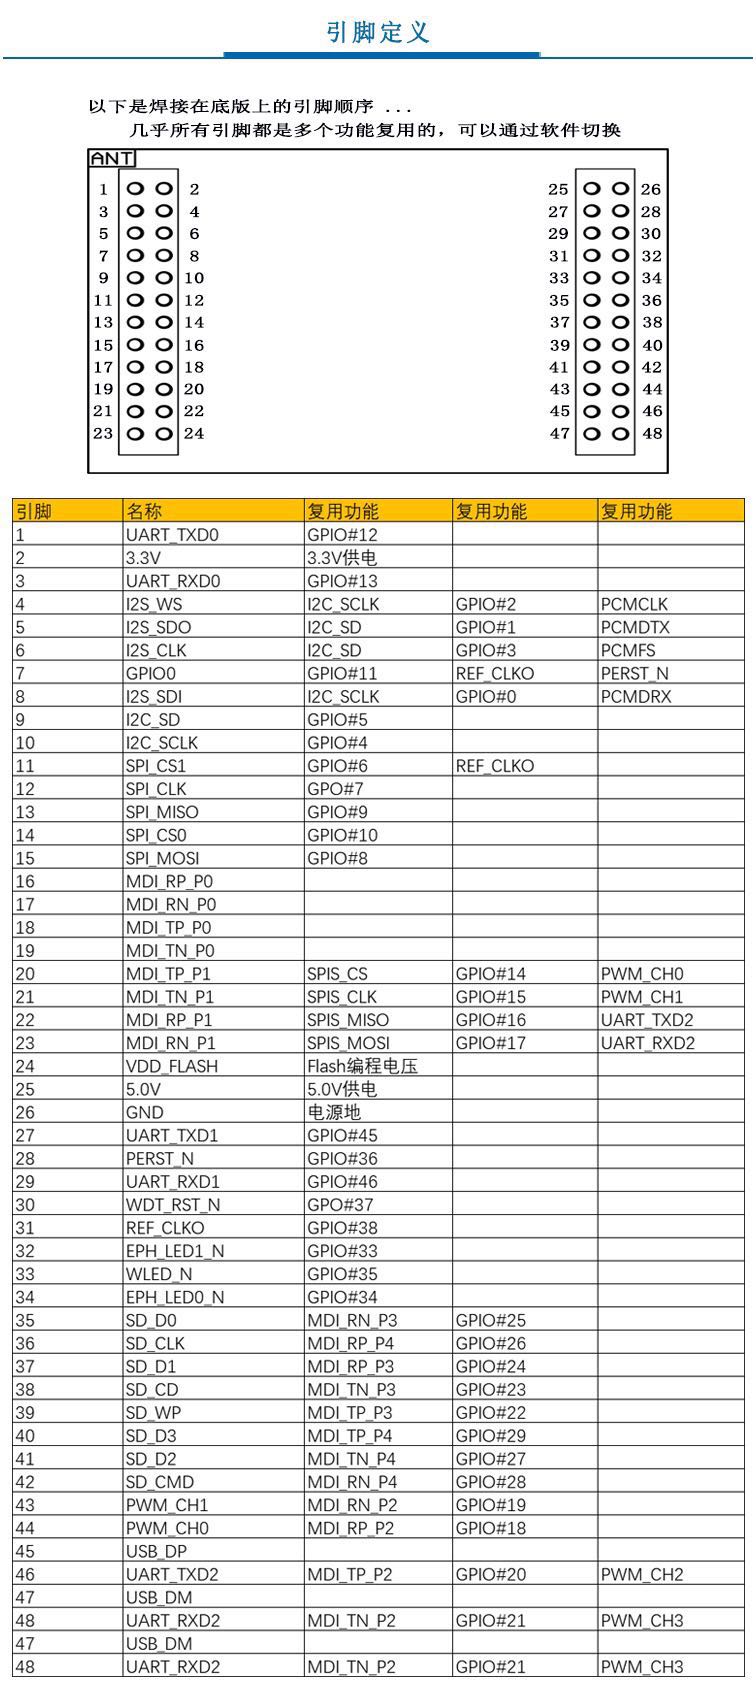 引脚定义
以下是焊接在底版上的引脚顺序 ...
几乎所有引脚都是多个功能复用的，可以通过软件切换
ANT
1 2 25 26
3 4 27 28
5 6 29 30
7 8 31 32
9 10 33 34
11 12 35 36
13 14 37 38
15 16 39 40
17 18 41 42
19 20 43 44
21 22 45 46
23 24 47 48
引脚 名称 复用功能 复用功能 复用功能
1 UART_TXD0 GPIO#12
2 3.3V 3.3V供电
3 UART_RXD0 GPIO#13
4 I2S_WS I2C_SCLK GPIO#2 PCMCLK
5 I2S_SDO I2C_SD GPIO#1 PCMDTX
6 I2S_CLK I2C_SD GPIO#3 PCMFS
7 GPIO0 GPIO#11 REF_CLKO PERST_N
8 I2S_SDI I2C_SCLK GPIO#0 PCMDRX
9 I2C_SD GPIO#5
10 I2C_SCLK GPIO#4
11 SPI_CS1 GPIO#6 REF_CLKO
12 SPI_CLK GPO#7
13 SPI_MISO GPIO#9
14 SPI_CS0 GPIO#10
15 SPI_MOSI GPIO#8
16 MDI_RP_P0
17 MDI_RN_P0
18 MDI_TP_P0
19 MDI_TN_P0
20 MDI_TP_P1 SPIS_CS GPIO#14 PWM_CH0
21 MDI_TN_P1 SPIS_CLK GPIO#15 PWM_CH1
22 MDI_RP_P1 SPIS_MISO GPIO#16 UART_TXD2
23 MDI_RN_P1 SPIS_MOSI GPIO#17 UART_RXD2
24 VDD_FLASH Flash编程电压
25 5.0V 5.0V供电
26 GND 电源地
27 UART_TXD1 GPIO#45
28 PERST_N GPIO#36
29 UART_RXD1 GPIO#46
30 WDT_RST_N GPO#37
31 REF_CLKO GPIO#38
32 EPH_LED1_N GPIO#33
33 WLED_N GPIO#35
34 EPH_LED0_N GPIO#34
35 SD_D0 MDI_RN_P3 GPIO#25
36 SD_CLK MDI_RP_P4 GPIO#26
37 SD_D1 MDI_RP_P3 GPIO#24
38 SD_CD MDI_TN_P3 GPIO#23
39 SD_WP MDI_TP_P3 GPIO#22
40 SD_D3 MDI_TP_P4 GPIO#29
41 SD_D2 MDI_TN_P4 GPIO#27
42 SD_CMD MDI_RN_P4 GPIO#28
43 PWM_CH1 MDI_RN_P2 GPIO#19
44 PWM_CH0 MDI_RP_P2 GPIO#18
45 USB_DP
46 UART_TXD2 MDI_TP_P2 GPIO#20 PWM_CH2
47 USB_DM
48 UART_RXD2 MDI_TN_P2 GPIO#21 PWM_CH3
47 USB_DM
48 UART_RXD2 MDI_TN_P2 GPIO#21 PWM_CH3